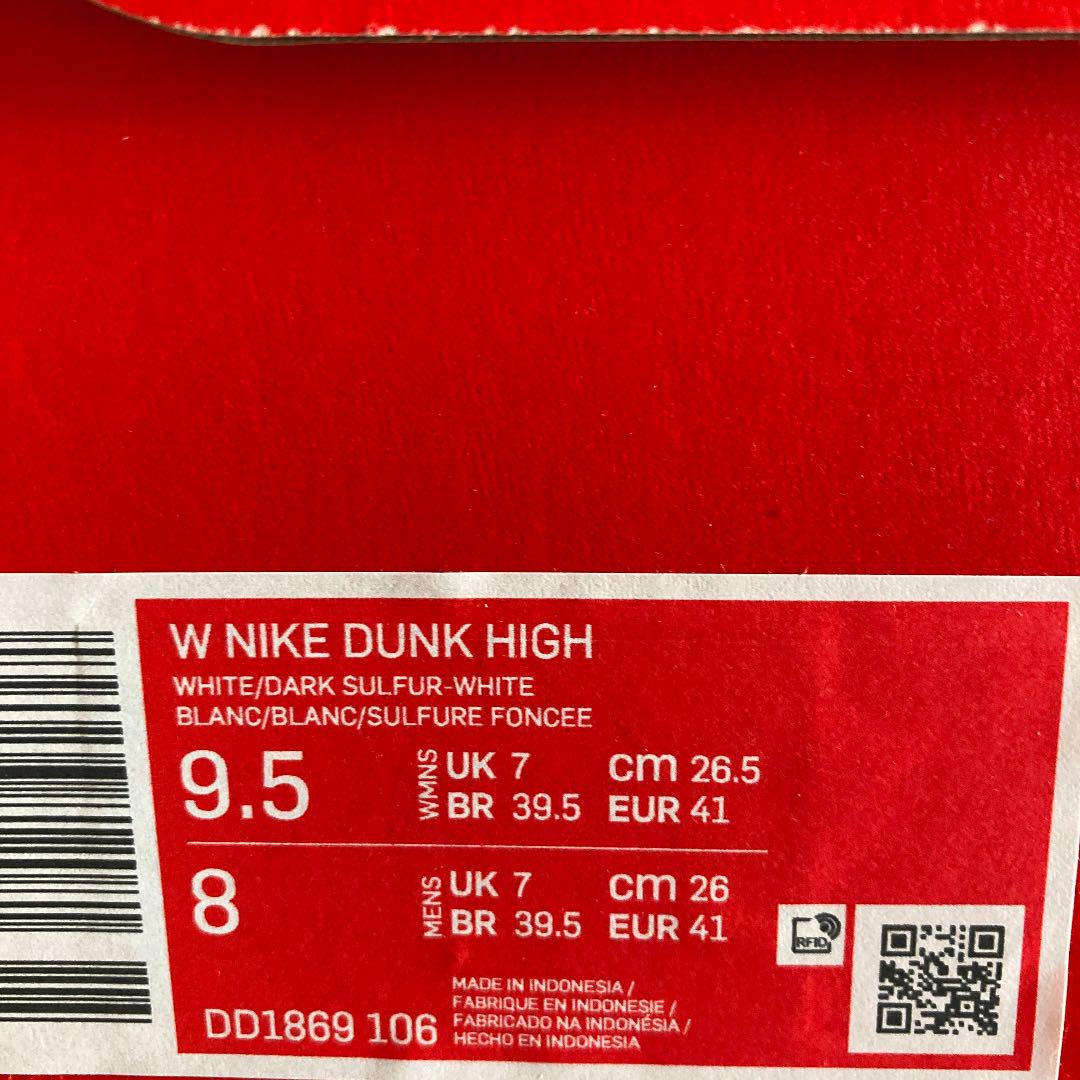 W NIKE DUNK HIGH
WHITE/DARK SULFUR-WHITE
BLANC/BLANC/SULFURE FONCEE
9.5 WMNS UK 7 cm 26.5
BR 39.5 EUR 41
8 MENS UK 7 cm 26
BR 39.5 EUR 41
RFID
MADE IN INDONESIA /
FABRIQUE EN INDONESIE /
FABRICADO NA INDONÉSIA /
HECHO EN INDONESIA
DD1869 106